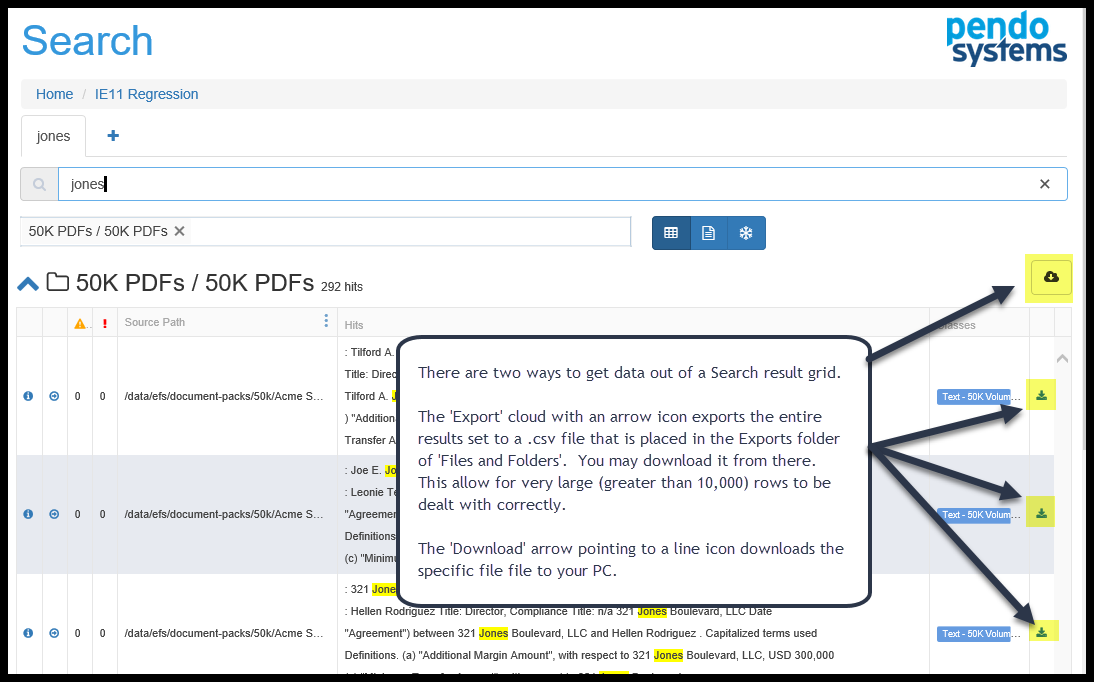 Search
pendo
systems
Home / IE11 Regression
jones
jones
50K PDFs / 50K PDFs
50K PDFs / 50K PDFs 292 hits
Source Path
Hits
asses
: Tilford A.
Title: Direc
Tilford A. J
) "Additiona
Transfer A
0 0 /data/efs/document-packs/50k/Acme S...
Text - 50K Volum...
: Joe E. Jo
: Leonie Te
"Agreemen
Definitions
(c) "Minimu
0 0 /data/efs/document-packs/50k/Acme S...
Text - 50K Volum...
There are two ways to get data out of a Search result grid.
The 'Export' cloud with an arrow icon exports the entire
results set to a .csv file that is placed in the Exports folder
of 'Files and Folders'. You may download it from there.
This allow for very large (greater than 10,000) rows to be
dealt with correctly.
The 'Download' arrow pointing to a line icon downloads the
specific file file to your PC.
: 321 Jone
: Hellen Rodriguez Title: Director, Compliance Title: n/a 321 Jones Boulevard, LLC Date
"Agreement") between 321 Jones Boulevard, LLC and Hellen Rodriguez . Capitalized terms used
Definitions. (a) "Additional Margin Amount", with respect to 321 Jones Boulevard, LLC, USD 300,000
0 0 /data/efs/document-packs/50k/Acme S...
Text - 50K Volum...